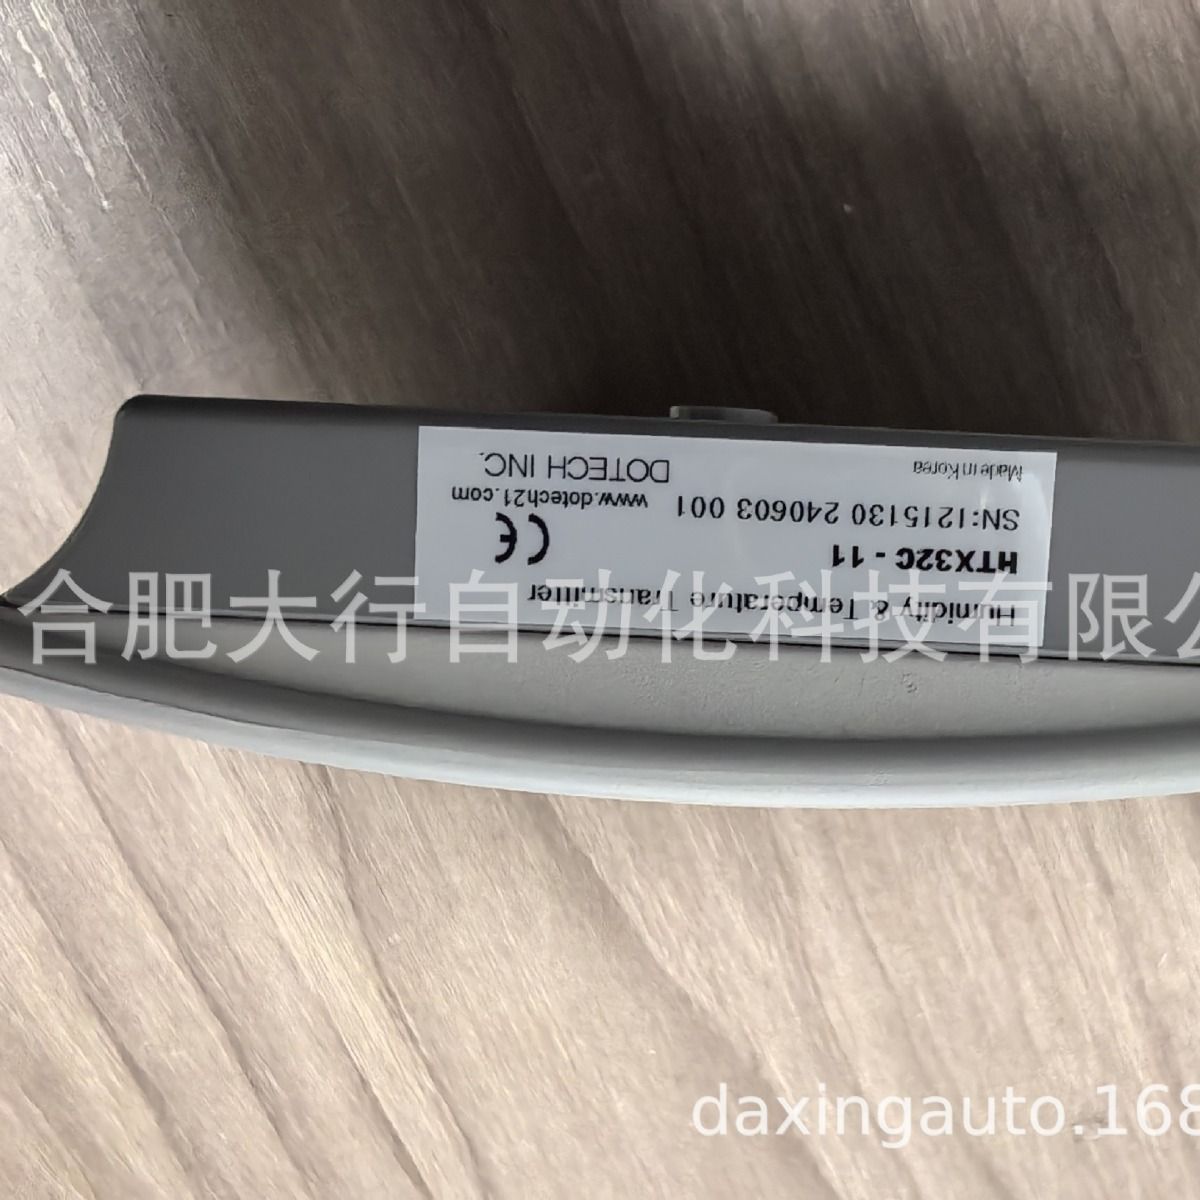 Humidity & Temperature Transmitter
HTX32C - 11
SN:1215130 240603 001
Made in Korea
CE
www.dotech21.com
DOTECH INC.
合肥大行自动化科技有限公
daxingauto.168